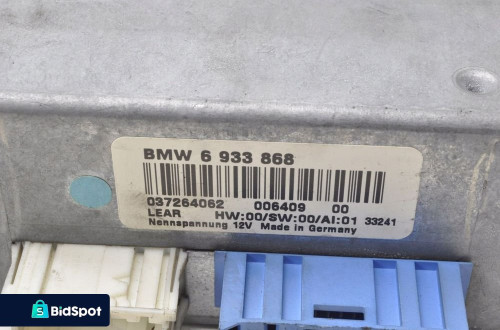 BMW 6 933 868
037264062 006409 00
LEAR HW:00/SW:00/AI:01 33241
Nennspannung 12V Made in Germany
S
BidSpot